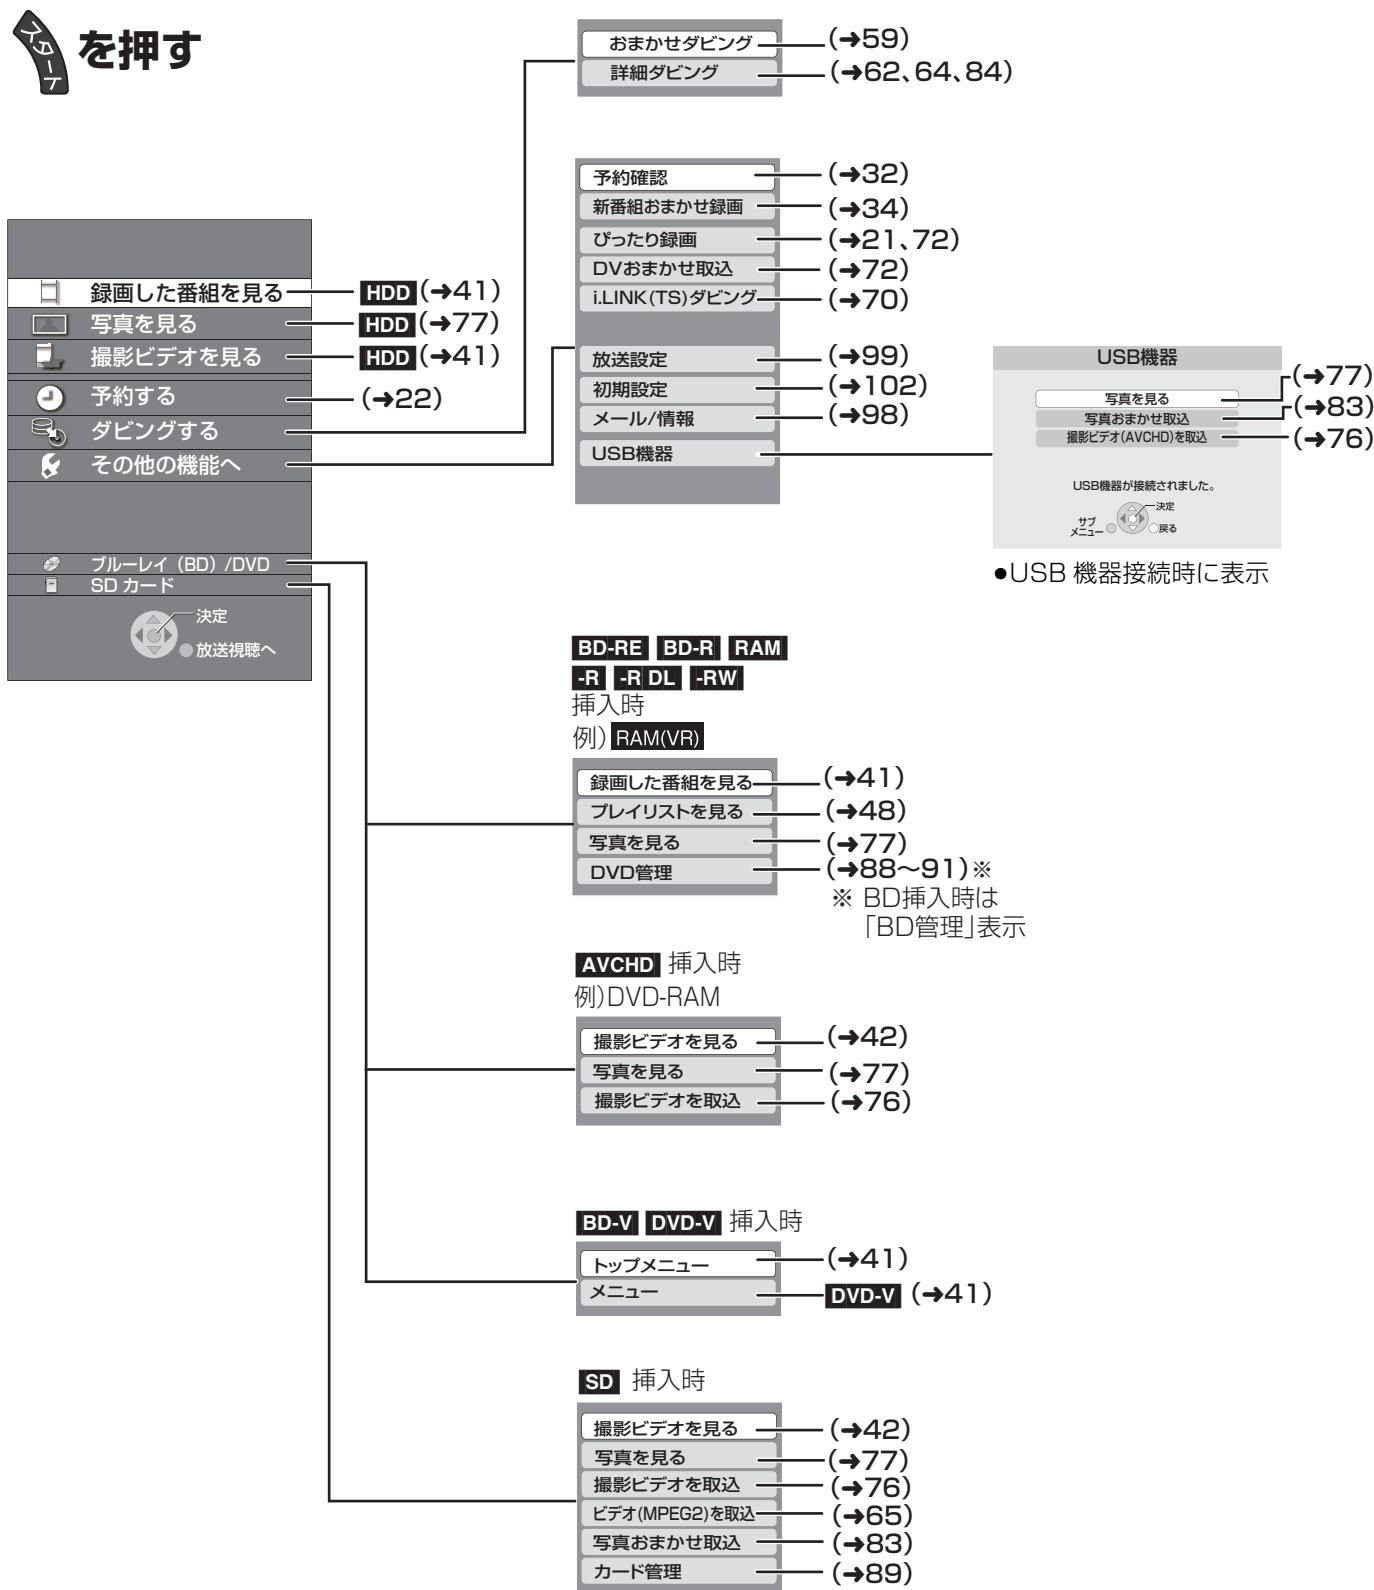 スタート を押す
録画した番組を見る HDD (➔41)
写真を見る HDD (➔77)
撮影ビデオを見る HDD (➔41)
予約する (➔22)
ダビングする
その他の機能へ
ブルーレイ（BD）/DVD
SD カード
決定
放送視聴へ
おまかせダビング (➔59)
詳細ダビング (➔62、64、84)
予約確認 (➔32)
新番組おまかせ録画 (➔34)
ぴったり録画 (➔21、72)
DVおまかせ取込 (➔72)
i.LINK(TS)ダビング (➔70)
放送設定 (➔99)
初期設定 (➔102)
メール/情報 (➔98)
USB機器
USB機器
写真を見る (➔77)
写真おまかせ取込 (➔83)
撮影ビデオ(AVCHD)を取込 (➔76)
USB機器が接続されました。
決定
サブ
メニュー 戻る
●USB 機器接続時に表示
BD-RE BD-R RAM
-R -R DL -RW
挿入時
例) RAM(VR)
録画した番組を見る (➔41)
プレイリストを見る (➔48)
写真を見る (➔77)
DVD管理 (➔88～91)※
※ BD挿入時は
「BD管理」表示
AVCHD 挿入時
例)DVD-RAM
撮影ビデオを見る (➔42)
写真を見る (➔77)
撮影ビデオを取込 (➔76)
BD-V DVD-V 挿入時
トップメニュー (➔41)
メニュー DVD-V (➔41)
SD 挿入時
撮影ビデオを見る (➔42)
写真を見る (➔77)
撮影ビデオを取込 (➔76)
ビデオ(MPEG2)を取込 (➔65)
写真おまかせ取込 (➔83)
カード管理 (➔89)